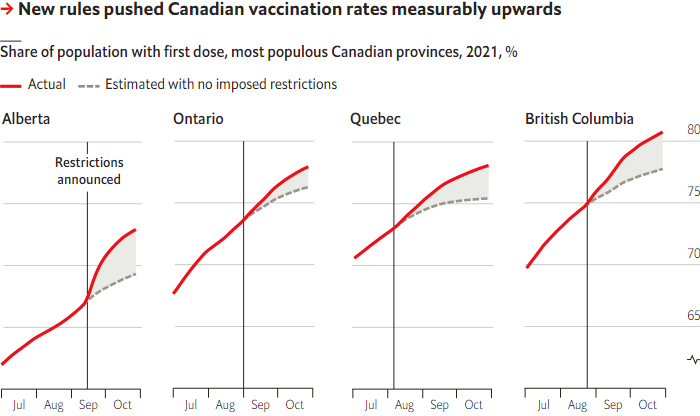 → New rules pushed Canadian vaccination rates measurably upwards
Share of population with first dose, most populous Canadian provinces, 2021, %
Actual Estimated with no imposed restrictions
Alberta Ontario Quebec British Columbia
80
Restrictions
announced
75
70
65
Jul Aug Sep Oct Jul Aug Sep Oct Jul Aug Sep Oct Jul Aug Sep Oct